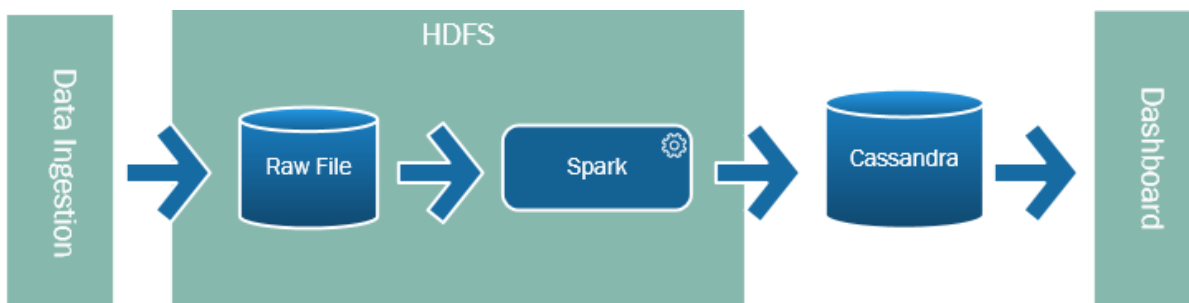 Data Ingestion
HDFS
Raw File
Spark
Cassandra
Dashboard